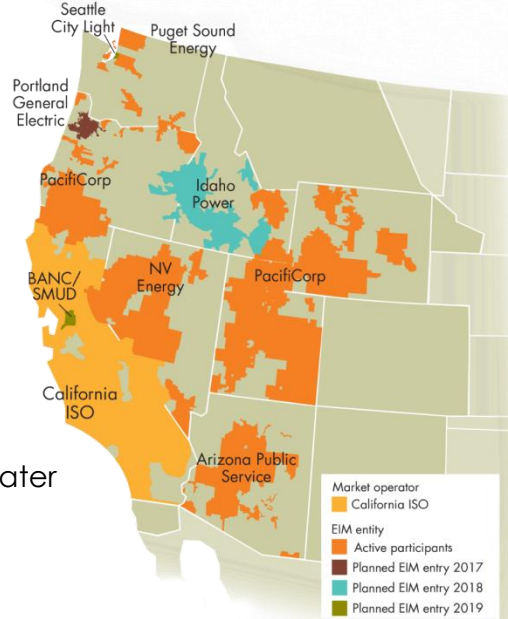 Seattle
City Light
Puget Sound
Energy
Portland
General
Electric
PacifiCorp
Idaho
Power
BANC/
SMUD
NV
Energy
PacifiCorp
California
ISO
ater
Arizona Public
Service
Market operator
California ISO
EIM entity
Active participants
Planned EIM entry 2017
Planned EIM entry 2018
Planned EIM entry 2019